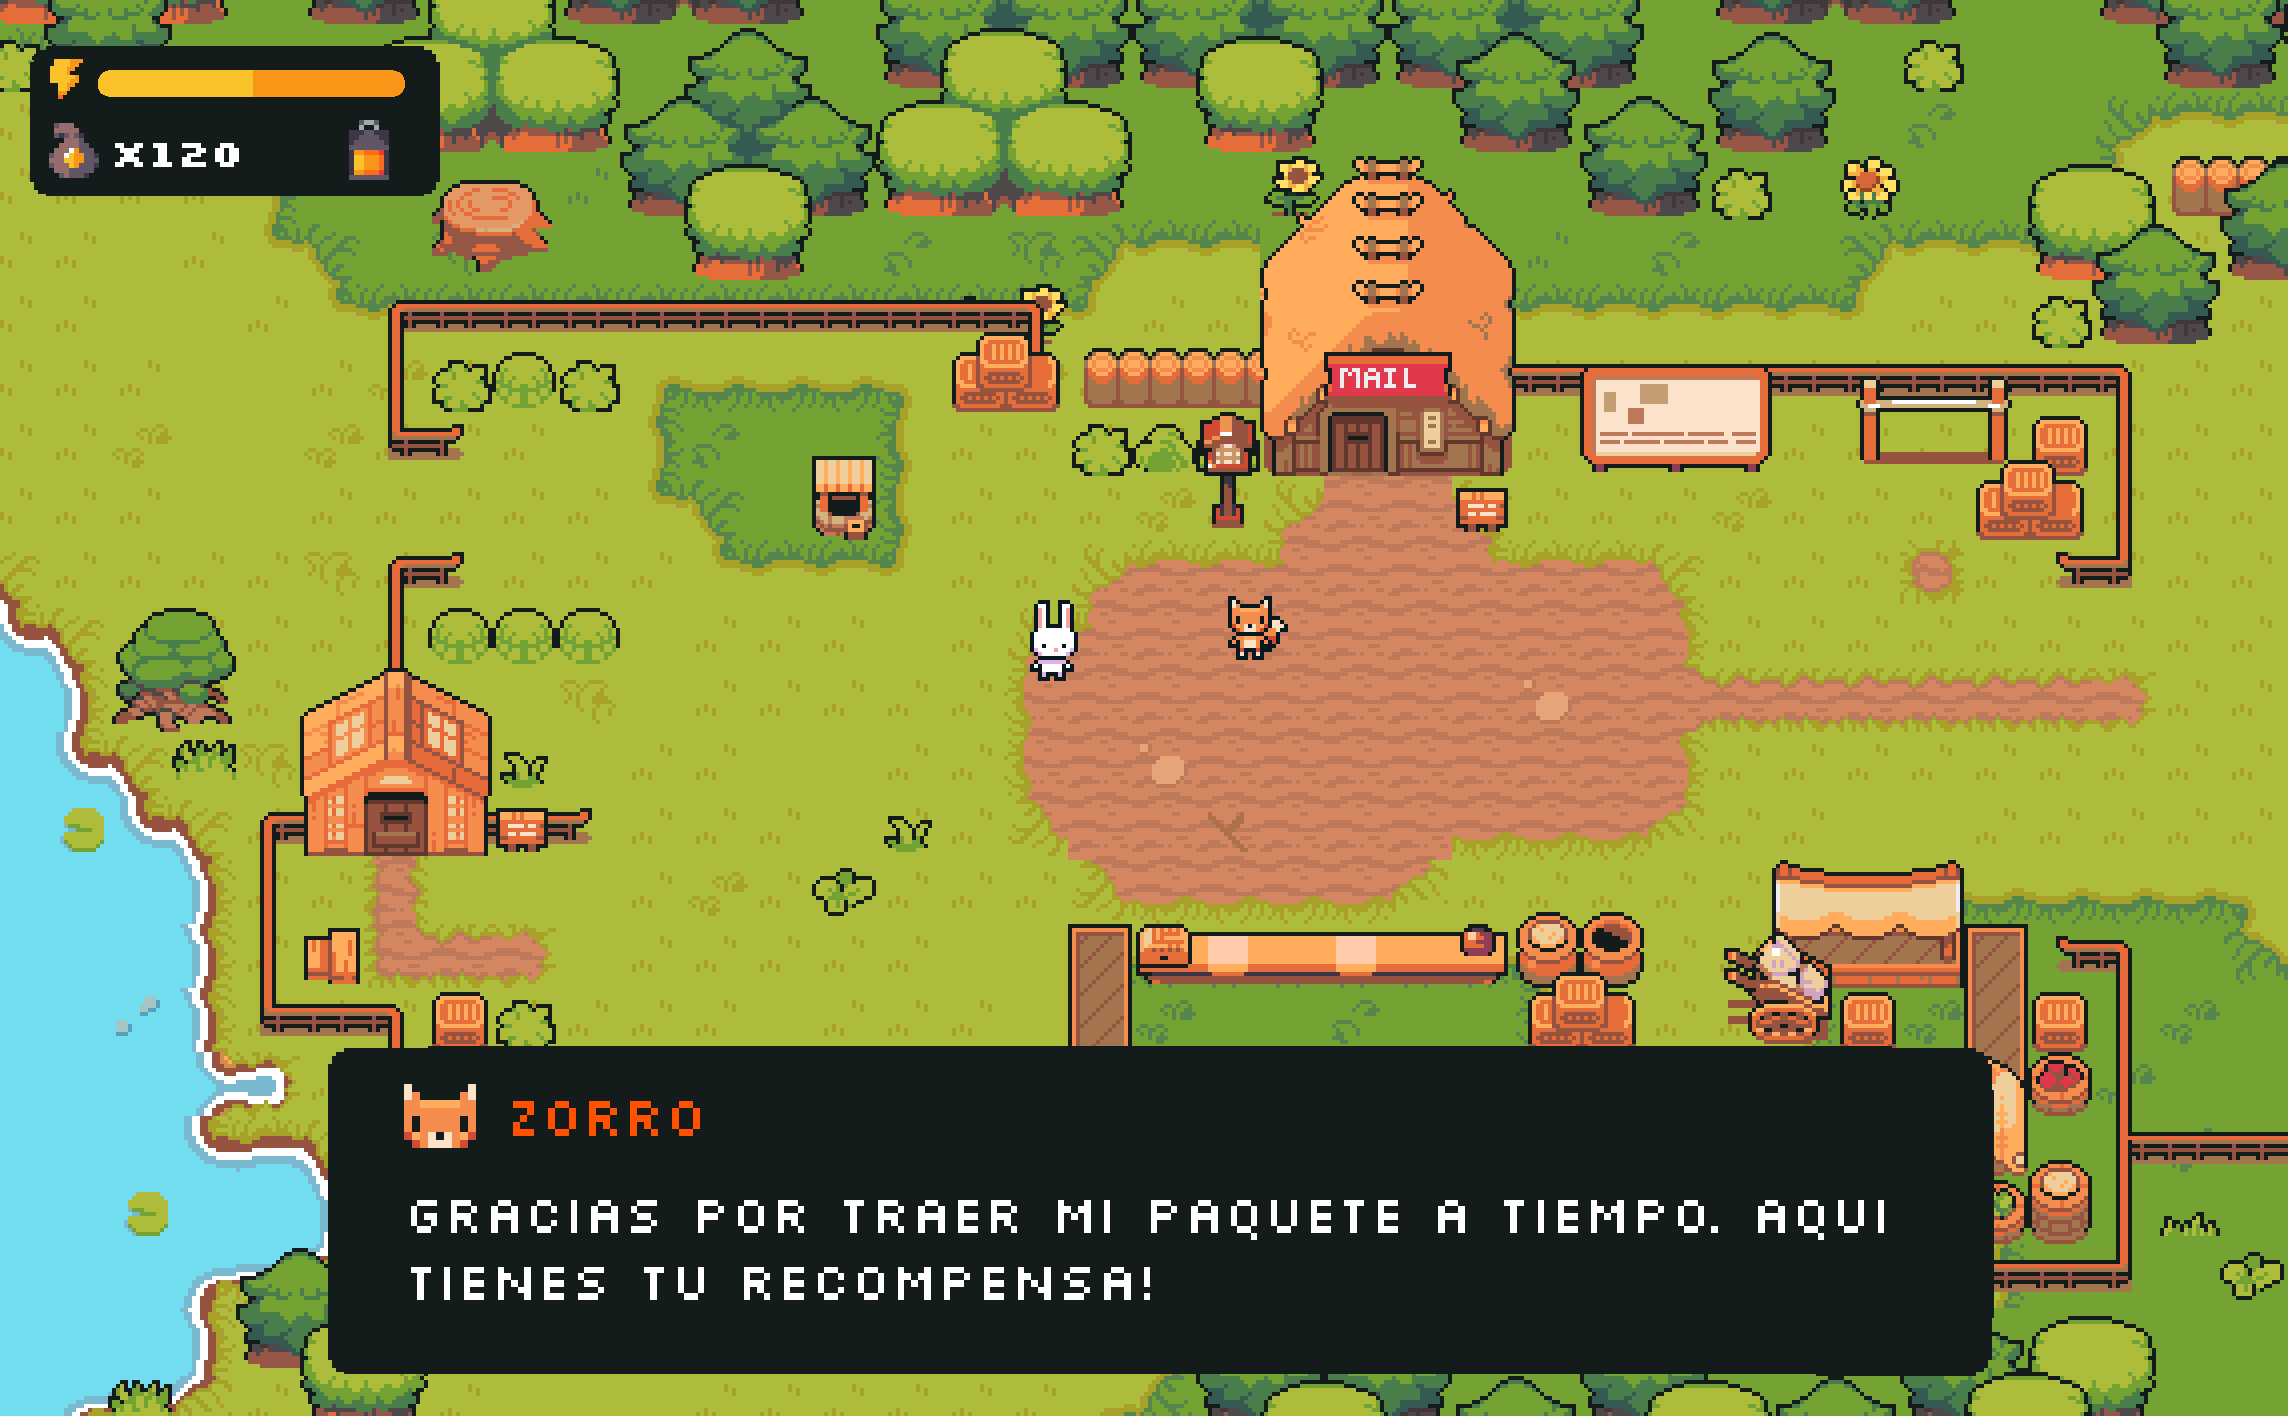 X120
MAIL
ZORRO
GRACIAS POR TRAER MI PAQUETE A TIEMPO. AQUI
TIENES TU RECOMPENSA!